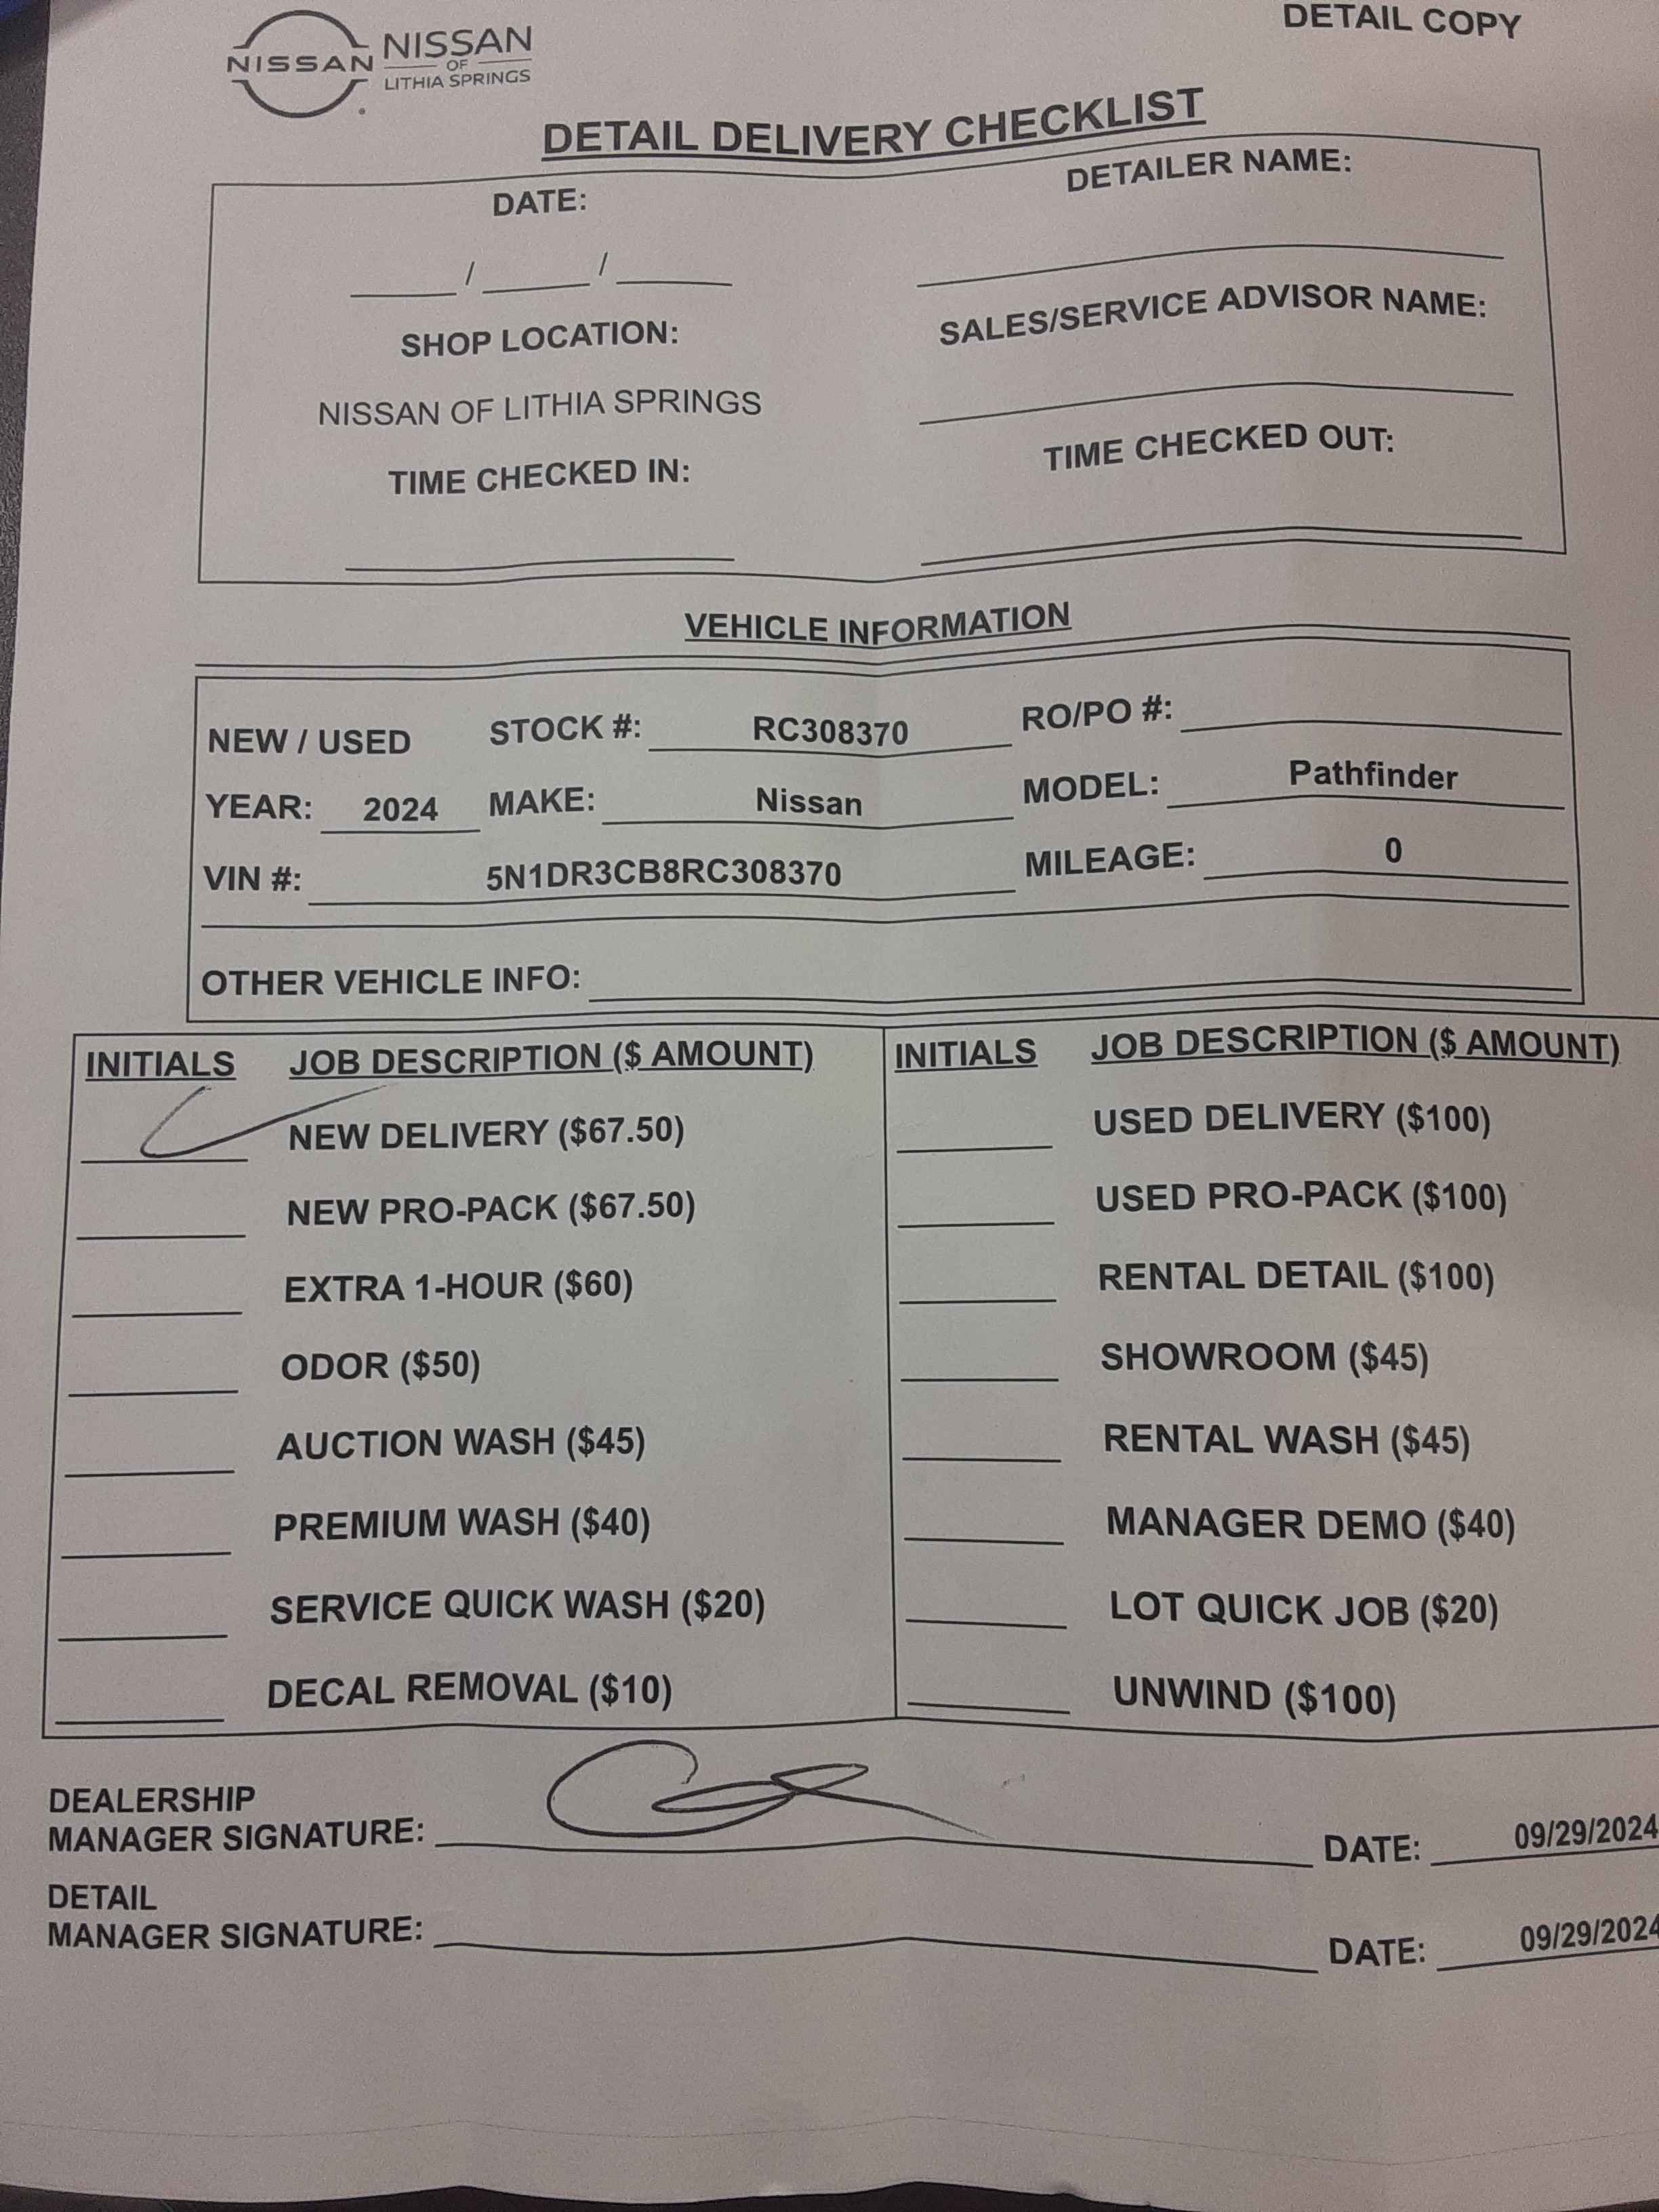 DETAIL COPY
NISSAN
NISSAN
OF
LITHIA SPRINGS
DETAIL DELIVERY CHECKLIST
DATE:
DETAILER NAME:
/ /
SHOP LOCATION:
SALES/SERVICE ADVISOR NAME:
NISSAN OF LITHIA SPRINGS
TIME CHECKED IN:
TIME CHECKED OUT:
VEHICLE INFORMATION
NEW / USED STOCK #: RC308370 RO/PO #:
YEAR: 2024 MAKE: Nissan MODEL: Pathfinder
VIN #: 5N1DR3CB8RC308370 MILEAGE: 0
OTHER VEHICLE INFO:
INITIALS JOB DESCRIPTION ($ AMOUNT) INITIALS JOB DESCRIPTION ($ AMOUNT)
NEW DELIVERY ($67.50) USED DELIVERY ($100)
NEW PRO-PACK ($67.50) USED PRO-PACK ($100)
EXTRA 1-HOUR ($60) RENTAL DETAIL ($100)
ODOR ($50) SHOWROOM ($45)
AUCTION WASH ($45) RENTAL WASH ($45)
PREMIUM WASH ($40) MANAGER DEMO ($40)
SERVICE QUICK WASH ($20) LOT QUICK JOB ($20)
DECAL REMOVAL ($10) UNWIND ($100)
DEALERSHIP
MANAGER SIGNATURE: DATE: 09/29/2024
DETAIL
MANAGER SIGNATURE: DATE: 09/29/2024